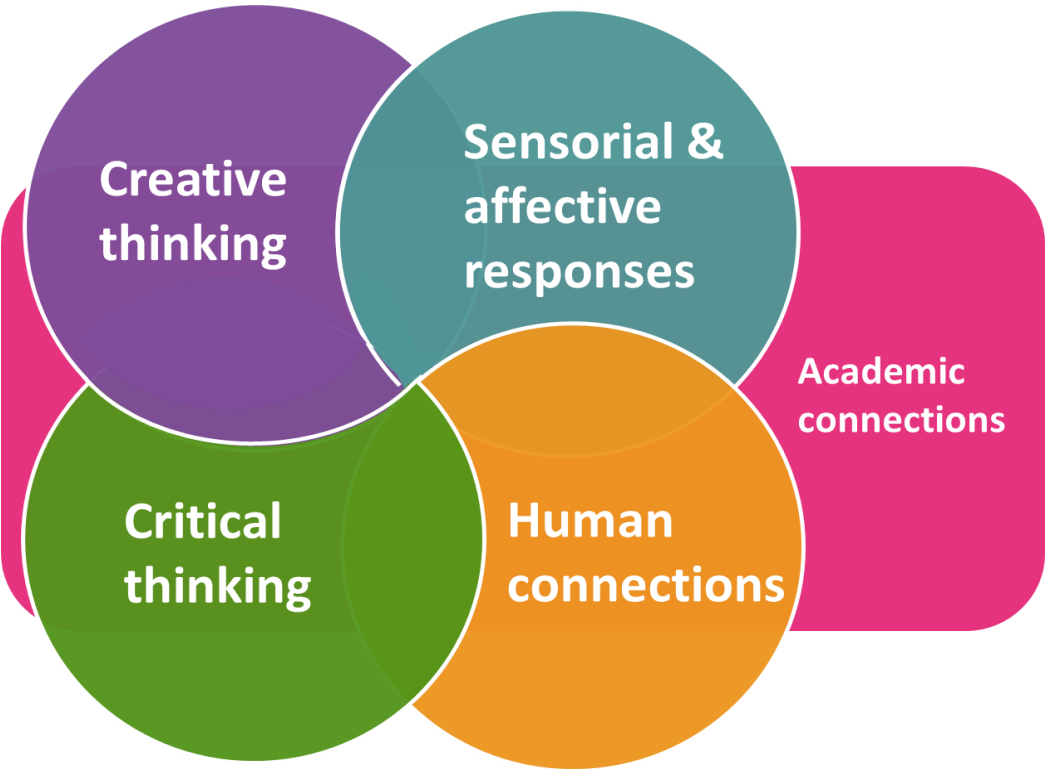 Creative
thinking
Sensorial &
affective
responses
Academic
connections
Critical
thinking
Human
connections